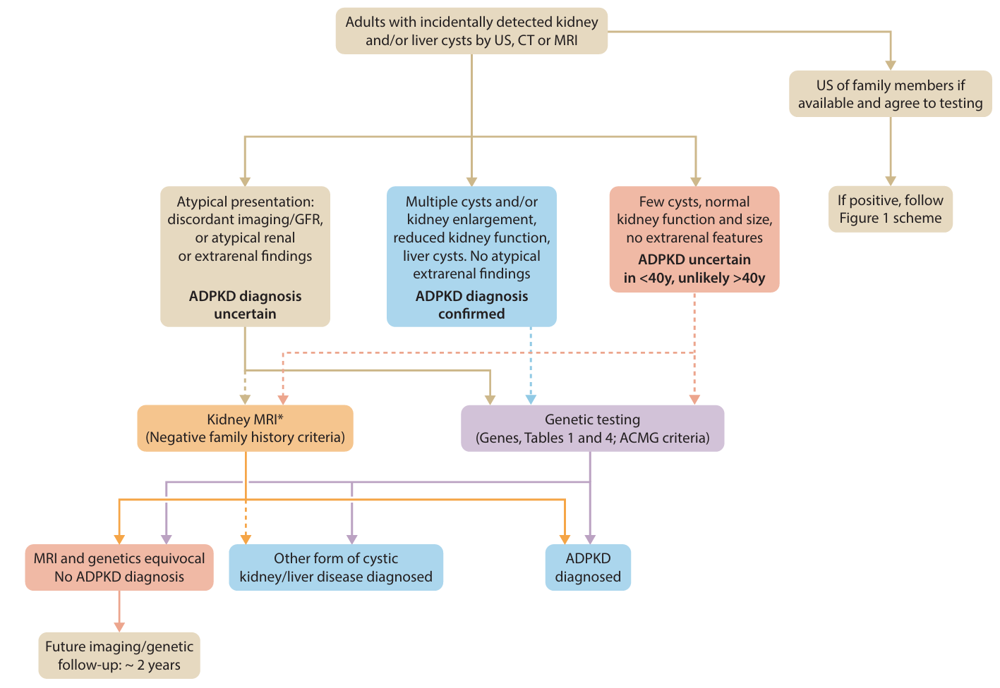 Adults with incidentally detected kidney
and/or liver cysts by US, CT or MRI
US of family members if
available and agree to testing
If positive, follow
Figure 1 scheme
Atypical presentation:
discordant imaging/GFR,
or atypical renal
or extrarenal findings
ADPKD diagnosis
uncertain
Multiple cysts and/or
kidney enlargement,
reduced kidney function,
liver cysts. No atypical
extrarenal findings
ADPKD diagnosis
confirmed
Few cysts, normal
kidney function and size,
no extrarenal features
ADPKD uncertain
in <40y, unlikely >40y
Kidney MRI*
(Negative family history criteria)
Genetic testing
(Genes, Tables 1 and 4; ACMG criteria)
MRI and genetics equivocal
No ADPKD diagnosis
Other form of cystic
kidney/liver disease diagnosed
ADPKD
diagnosed
Future imaging/genetic
follow-up: ~ 2 years